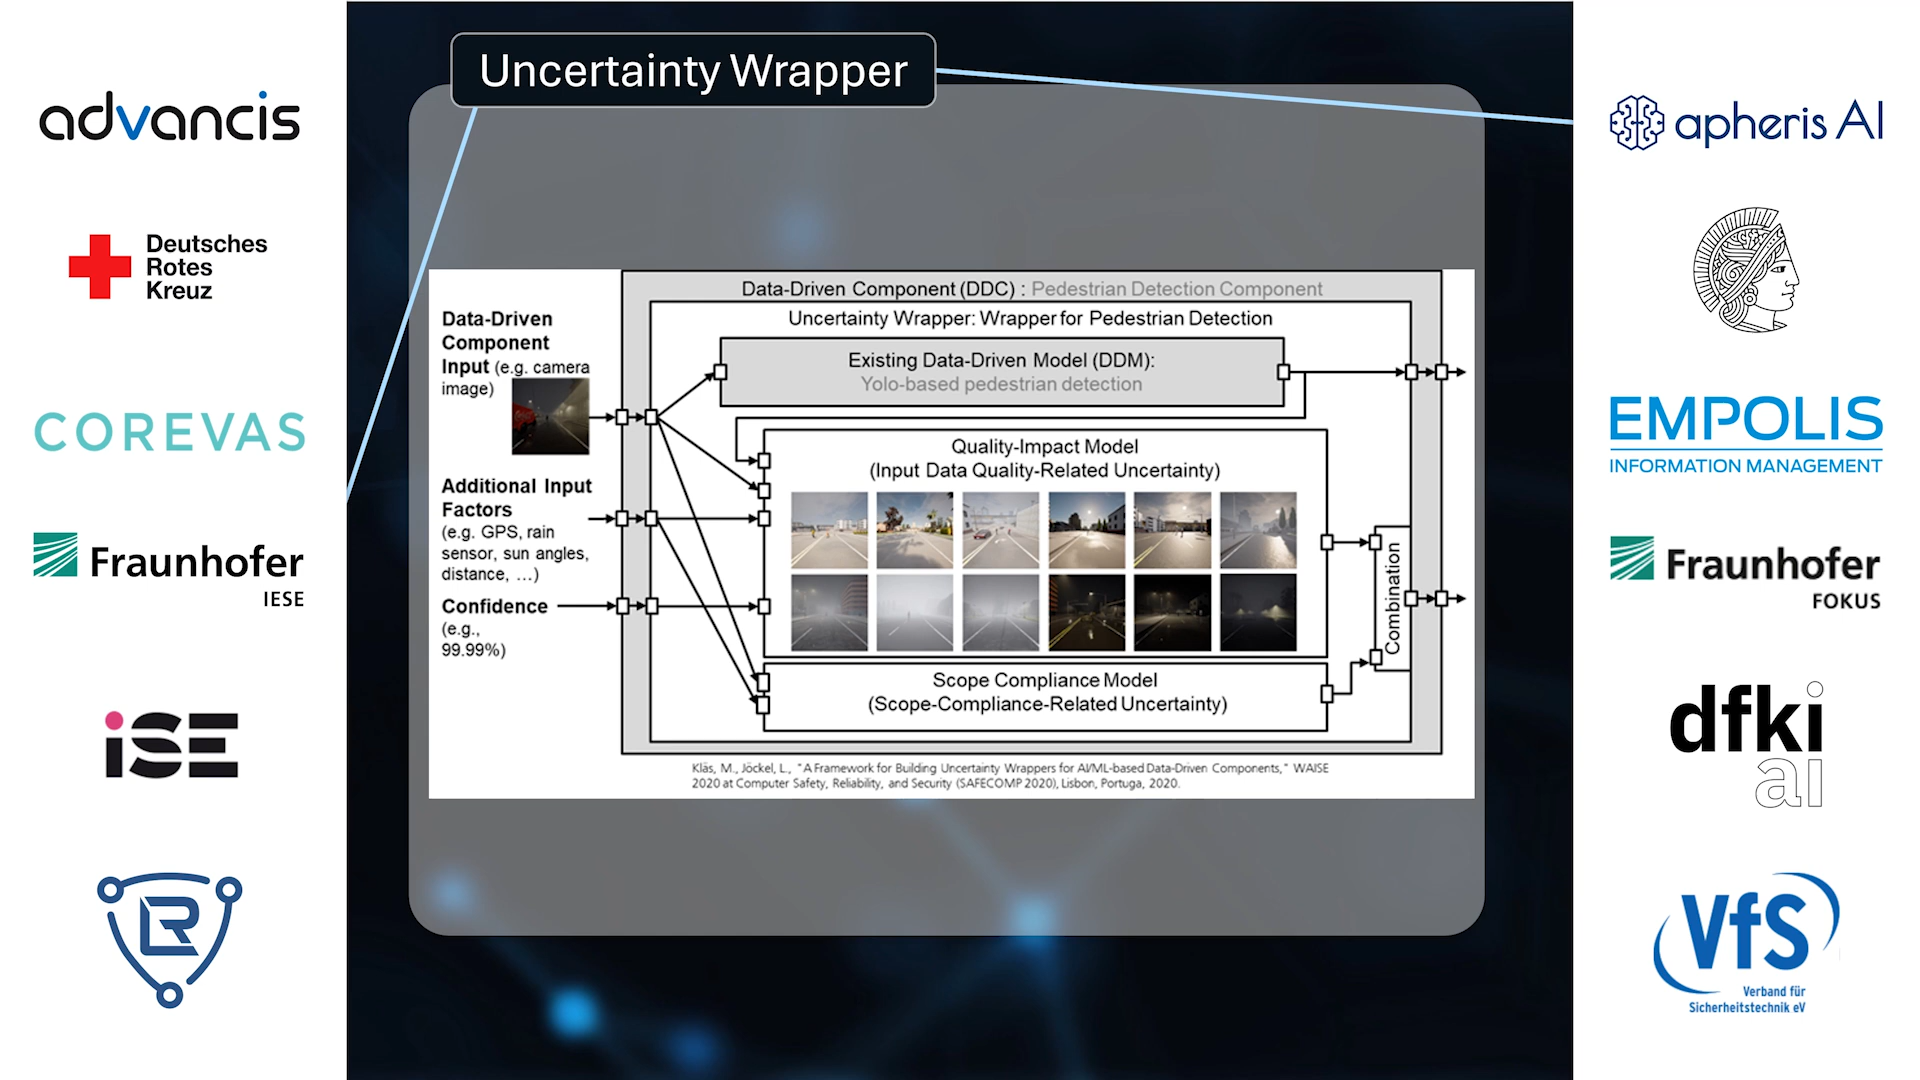 Uncertainty Wrapper
advancis
Deutsches
Rotes
Kreuz
COREVAS
Fraunhofer
IESE
iSE
LR
Data-Driven Component (DDC) : Pedestrian Detection Component
Uncertainty Wrapper: Wrapper for Pedestrian Detection
Data-Driven
Component
Input (e.g. camera
image)
Existing Data-Driven Model (DDM):
Yolo-based pedestrian detection
Quality-Impact Model
(Input Data Quality-Related Uncertainty)
Additional Input
Factors
(e.g. GPS, rain
sensor, sun angles,
distance, ...)
Confidence
(e.g.,
99.99%)
Combination
Scope Compliance Model
(Scope-Compliance-Related Uncertainty)
Kläs, M., Jöckel, L., "A Framework for Building Uncertainty Wrappers for AI/ML-based Data-Driven Components," WAISE
2020 at Computer Safety, Reliability, and Security (SAFECOMP 2020), Lisbon, Portuga, 2020.
apheris AI
EMPOLIS
INFORMATION MANAGEMENT
Fraunhofer
FOKUS
dfki
ai
VfS
Verband für
Sicherheitstechnik eV